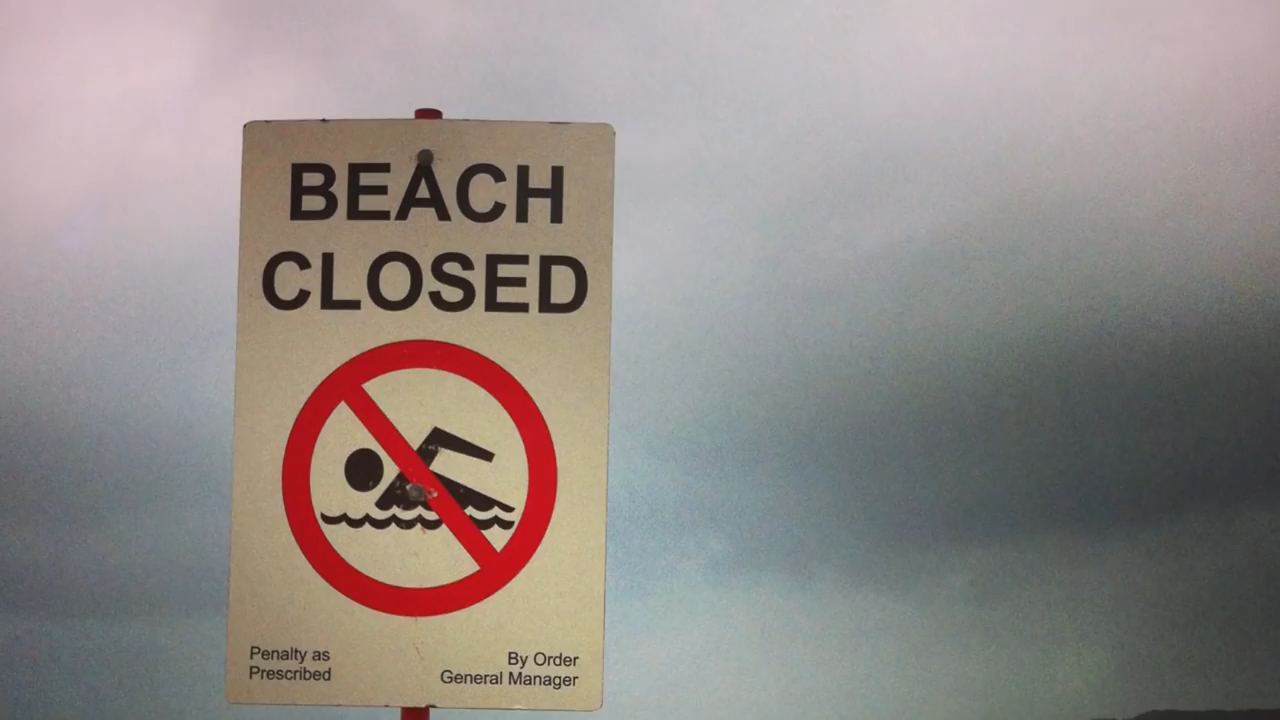 BEACH
CLOSED
Penalty as
Prescribed
By Order
General Manager